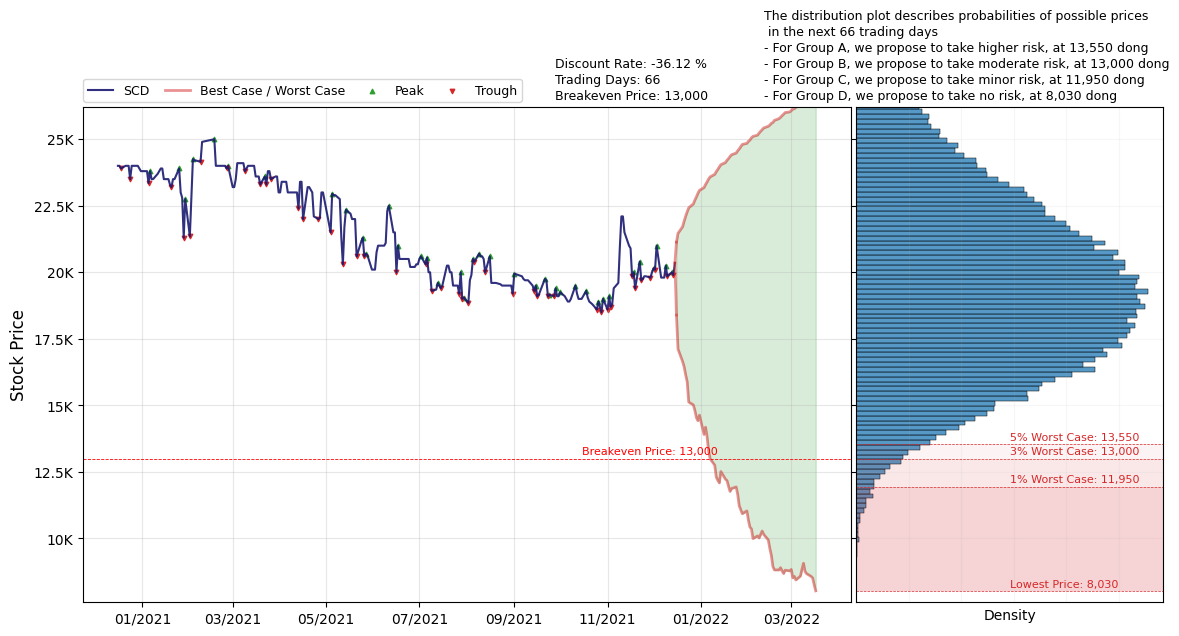 The distribution plot describes probabilities of possible prices
in the next 66 trading days
- For Group A, we propose to take higher risk, at 13,550 dong
- For Group B, we propose to take moderate risk, at 13,000 dong
- For Group C, we propose to take minor risk, at 11,950 dong
- For Group D, we propose to take no risk, at 8,030 dong
Discount Rate: -36.12 %
Trading Days: 66
Breakeven Price: 13,000
SCD
Best Case / Worst Case
Peak
Trough
Stock Price
25K
22.5K
20K
17.5K
15K
12.5K
10K
Breakeven Price: 13,000
5% Worst Case: 13,550
3% Worst Case: 13,000
1% Worst Case: 11,950
Lowest Price: 8,030
01/2021
03/2021
05/2021
07/2021
09/2021
11/2021
01/2022
03/2022
Density